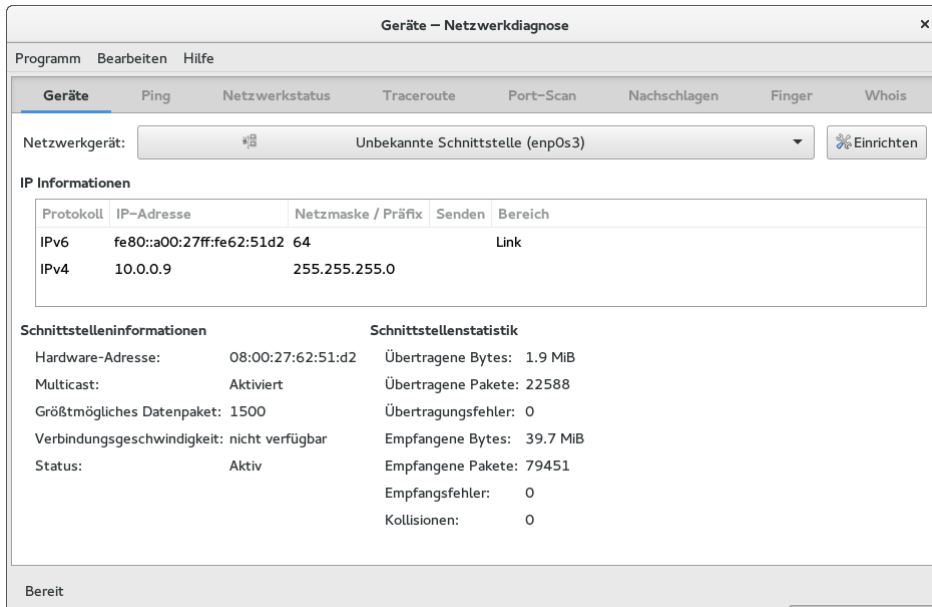 Geräte – Netzwerkdiagnose ×
Programm Bearbeiten Hilfe
Geräte Ping Netzwerkstatus Traceroute Port-Scan Nachschlagen Finger Whois
Netzwerkgerät: Unbekannte Schnittstelle (enp0s3) Einrichten
IP Informationen
Protokoll IP-Adresse Netzmaske / Präfix Senden Bereich
IPv6 fe80::a00:27ff:fe62:51d2 64 Link
IPv4 10.0.0.9 255.255.255.0
Schnittstelleninformationen
Hardware-Adresse: 08:00:27:62:51:d2
Multicast: Aktiviert
Größtmögliches Datenpaket: 1500
Verbindungsgeschwindigkeit: nicht verfügbar
Status: Aktiv
Schnittstellenstatistik
Übertragene Bytes: 1.9 MiB
Übertragene Pakete: 22588
Übertragungsfehler: 0
Empfangene Bytes: 39.7 MiB
Empfangene Pakete: 79451
Empfangsfehler: 0
Kollisionen: 0
Bereit